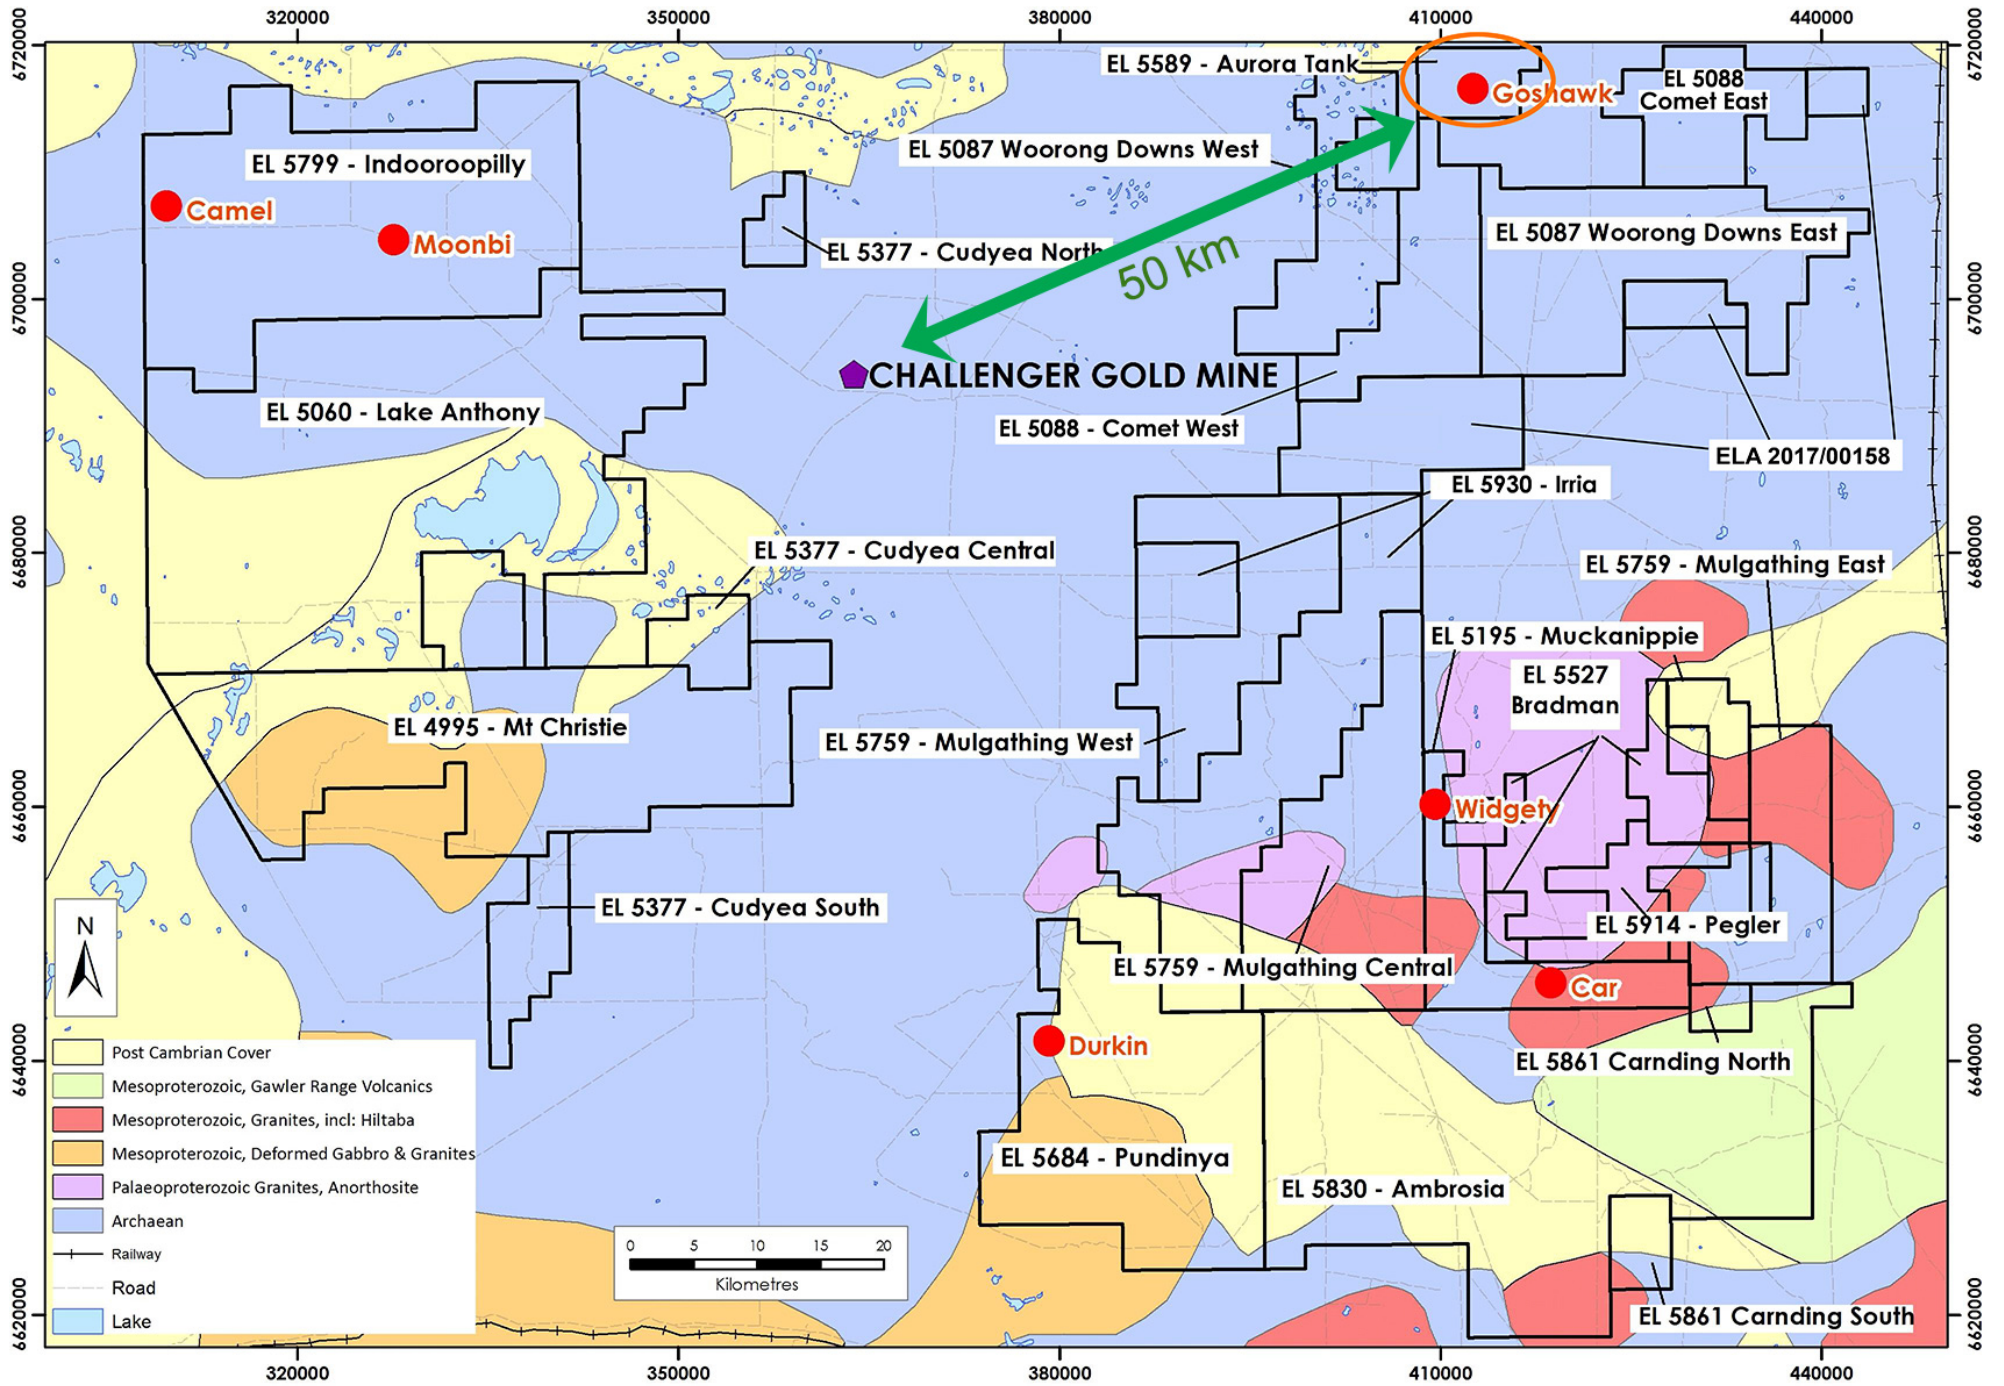 320000
350000
380000
410000
440000
6720000
6720000
EL 5589 - Aurora Tank
Goshawk
EL 5088
Comet East
EL 5087 Woorong Downs West
EL 5799 - Indooroopilly
Camel
Moonbi
EL 5377 - Cudyea North
EL 5087 Woorong Downs East
50 km
6700000
6700000
CHALLENGER GOLD MINE
EL 5060 - Lake Anthony
EL 5088 - Comet West
ELA 2017/00158
EL 5930 - Irria
EL 5377 - Cudyea Central
6680000
6680000
EL 5759 - Mulgathing East
EL 5195 - Muckanippie
EL 5527
Bradman
EL 4995 - Mt Christie
EL 5759 - Mulgathing West
6660000
6660000
Widgety
EL 5377 - Cudyea South
EL 5914 - Pegler
N
EL 5759 - Mulgathing Central
Car
Durkin
6640000
6640000
EL 5861 Carnding North
Post Cambrian Cover
Mesoproterozoic, Gawler Range Volcanics
Mesoproterozoic, Granites, incl: Hiltaba
Mesoproterozoic, Deformed Gabbro & Granites
Palaeoproterozoic Granites, Anorthosite
Archaean
Railway
Road
Lake
EL 5684 - Pundinya
EL 5830 - Ambrosia
0 5 10 15 20
Kilometres
EL 5861 Carnding South
6620000
6620000
320000
350000
380000
410000
440000